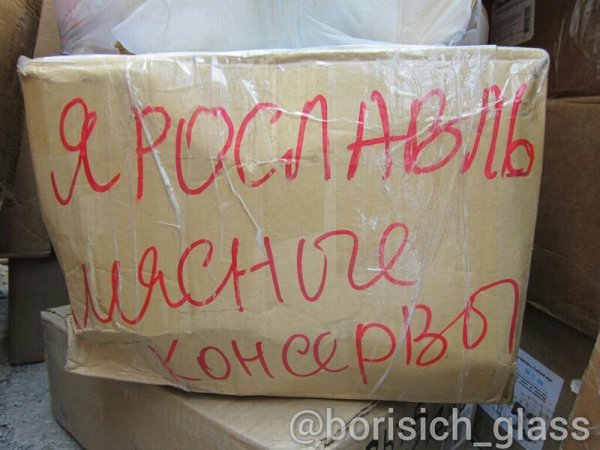 ЯРОСЛАВЛЬ
мясные
консервы
@borisich_glass